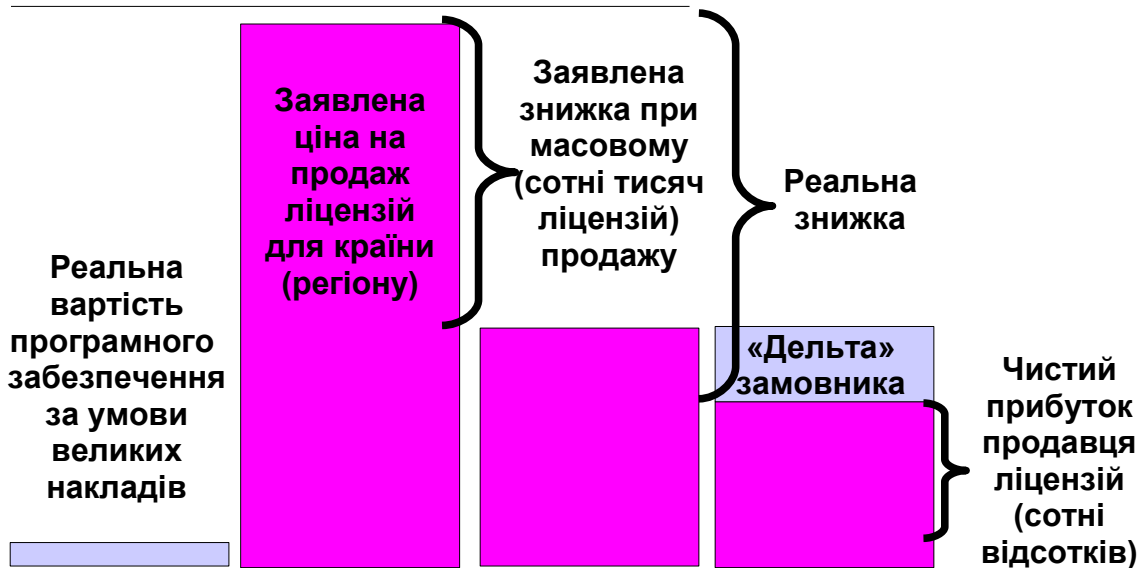 Реальна
вартість
програмного
забезпечення
за умови
великих
накладів
Заявлена
ціна на
продаж
ліцензій
для країни
(регіону)
Заявлена
знижка при
масовому
(сотні тисяч
ліцензій)
продажу
Реальна
знижка
«Дельта»
замовника
Чистий
прибуток
продавця
ліцензій
(сотні
відсотків)